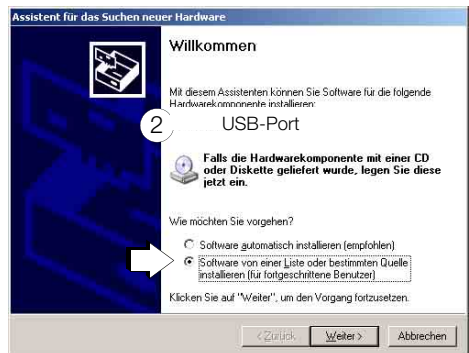 Assistent für das Suchen neuer Hardware
Willkommen
Mit diesem Assistenten können Sie Software für die folgende
Hardwarekomponente installieren:
2 USB-Port
Falls die Hardwarekomponente mit einer CD
oder Diskette geliefert wurde, legen Sie diese
jetzt ein.
Wie möchten Sie vorgehen?
Software automatisch installieren (empfohlen)
Software von einer Liste oder bestimmten Quelle
installieren (für fortgeschrittene Benutzer)
Klicken Sie auf "Weiter", um den Vorgang fortzusetzen.
< Zurück Weiter > Abbrechen